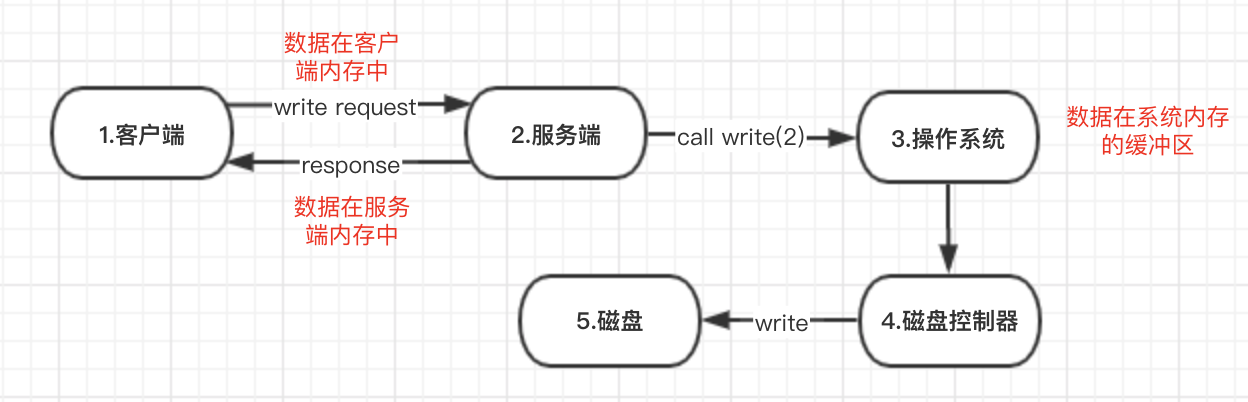 数据在客户
端内存中
1.客户端
write request
response
数据在服务
端内存中
2.服务端
call write(2)
3.操作系统
数据在系统内存
的缓冲区
4.磁盘控制器
write
5.磁盘